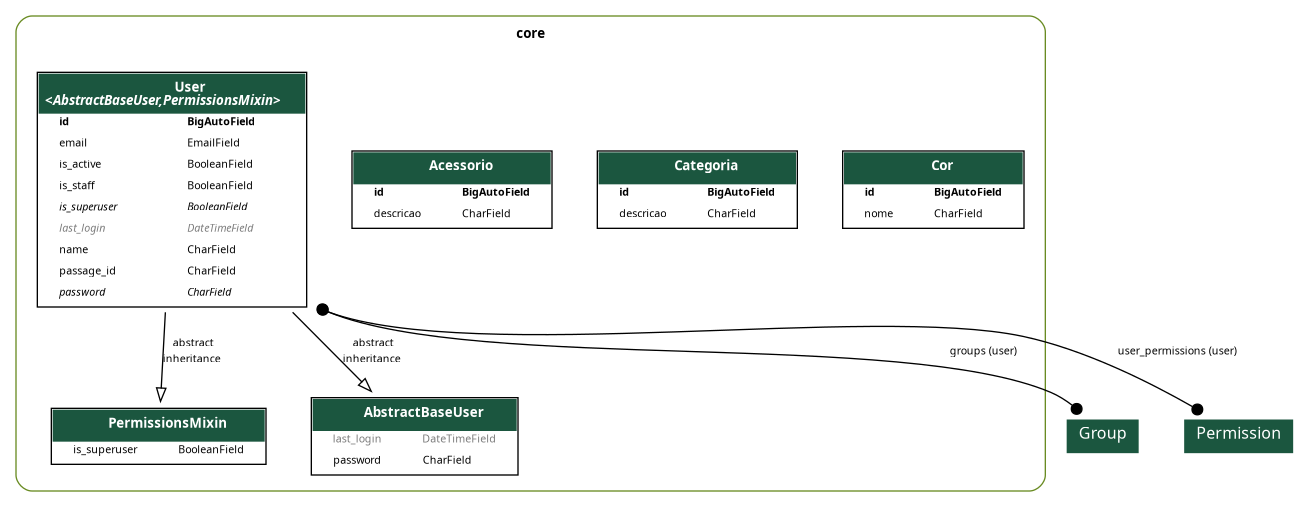 core
User
<AbstractBaseUser,PermissionsMixin>
id BigAutoField
email EmailField
is_active BooleanField
is_staff BooleanField
is_superuser BooleanField
last_login DateTimeField
name CharField
passage_id CharField
password CharField
Acessorio
id BigAutoField
descricao CharField
Categoria
id BigAutoField
descricao CharField
Cor
id BigAutoField
nome CharField
abstract
inheritance
abstract
inheritance
groups (user)
user_permissions (user)
PermissionsMixin
is_superuser BooleanField
AbstractBaseUser
last_login DateTimeField
password CharField
Group
Permission